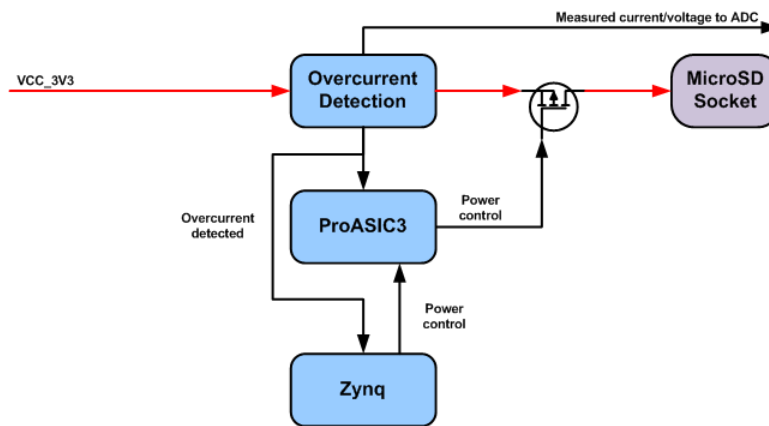 Measured current/voltage to ADC
VCC_3V3
Overcurrent
Detection
MicroSD
Socket
Overcurrent
detected
ProASIC3
Power
control
Power
control
Zynq